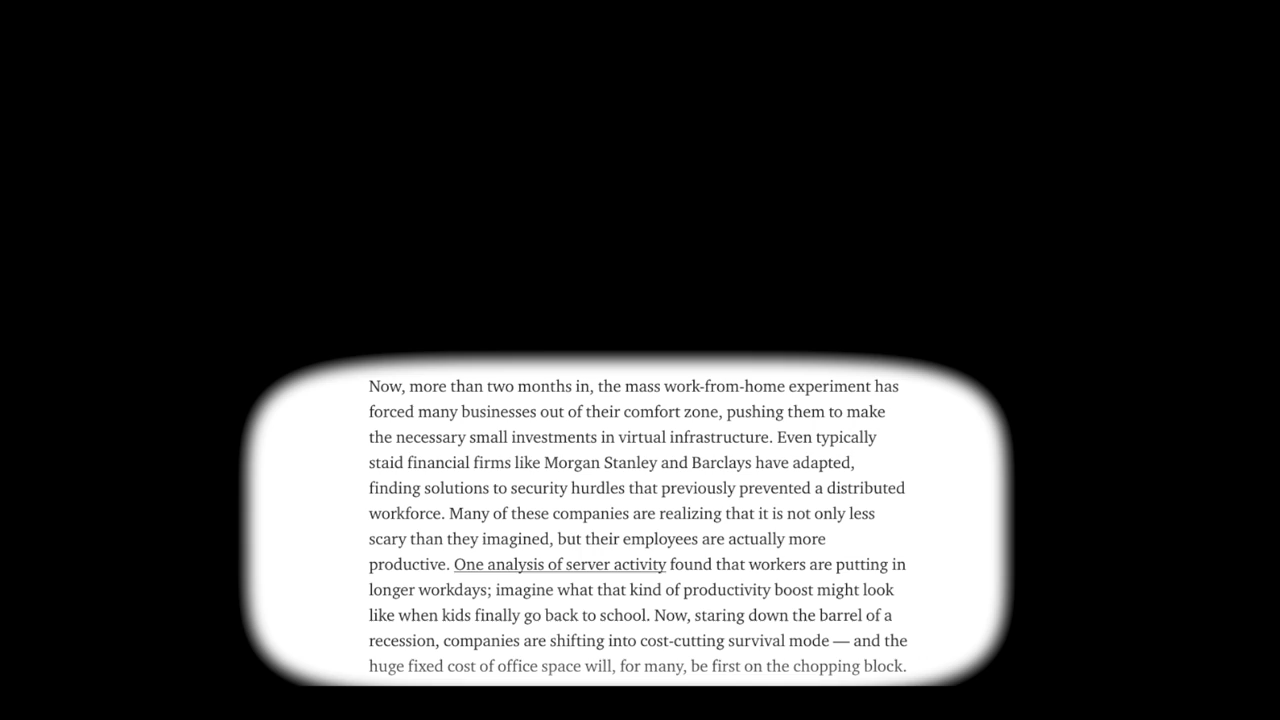 Now, more than two months in, the mass work-from-home experiment has
forced many businesses out of their comfort zone, pushing them to make
the necessary small investments in virtual infrastructure. Even typically
staid financial firms like Morgan Stanley and Barclays have adapted,
finding solutions to security hurdles that previously prevented a distributed
workforce. Many of these companies are realizing that it is not only less
scary than they imagined, but their employees are actually more
productive. One analysis of server activity found that workers are putting in
longer workdays; imagine what that kind of productivity boost might look
like when kids finally go back to school. Now, staring down the barrel of a
recession, companies are shifting into cost-cutting survival mode — and the
huge fixed cost of office space will, for many, be first on the chopping block.